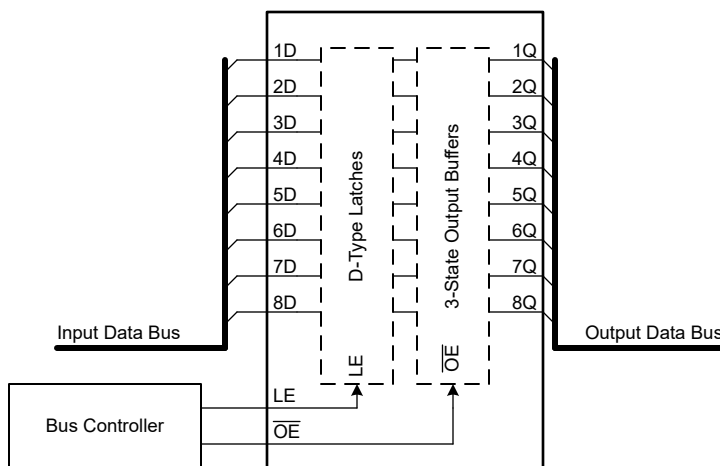 1D
1Q
2D
2Q
3D
3Q
4D
4Q
5D
5Q
6D
6Q
7D
7Q
8D
8Q
D-Type Latches
3-State Output Buffers
LE
OE
Input Data Bus
Output Data Bus
LE
OE
Bus Controller